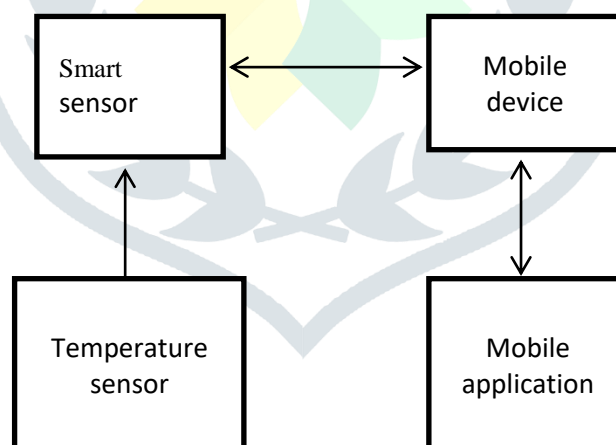 Smart
sensor
Mobile
device
Temperature
sensor
Mobile
application